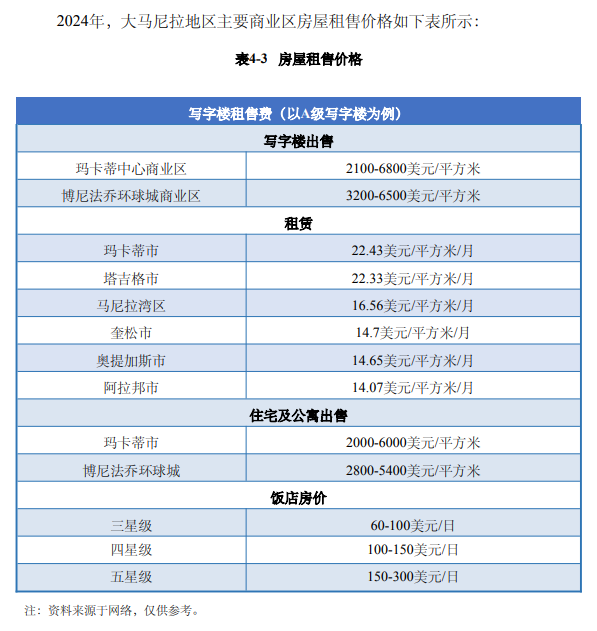 2024年，大马尼拉地区主要商业区房屋租售价格如下表所示：
表4-3 房屋租售价格
写字楼租售费（以A级写字楼为例）
写字楼出售
玛卡蒂中心商业区 2100-6800美元/平方米
博尼法乔环球城商业区 3200-6500美元/平方米
租赁
玛卡蒂市 22.43美元/平方米/月
塔吉格市 22.33美元/平方米/月
马尼拉湾区 16.56美元/平方米/月
奎松市 14.7美元/平方米/月
奥提加斯市 14.65美元/平方米/月
阿拉邦市 14.07美元/平方米/月
住宅及公寓出售
玛卡蒂市 2000-6000美元/平方米
博尼法乔环球城 2800-5400美元/平方米
饭店房价
三星级 60-100美元/日
四星级 100-150美元/日
五星级 150-300美元/日
注：资料来源于网络，仅供参考。